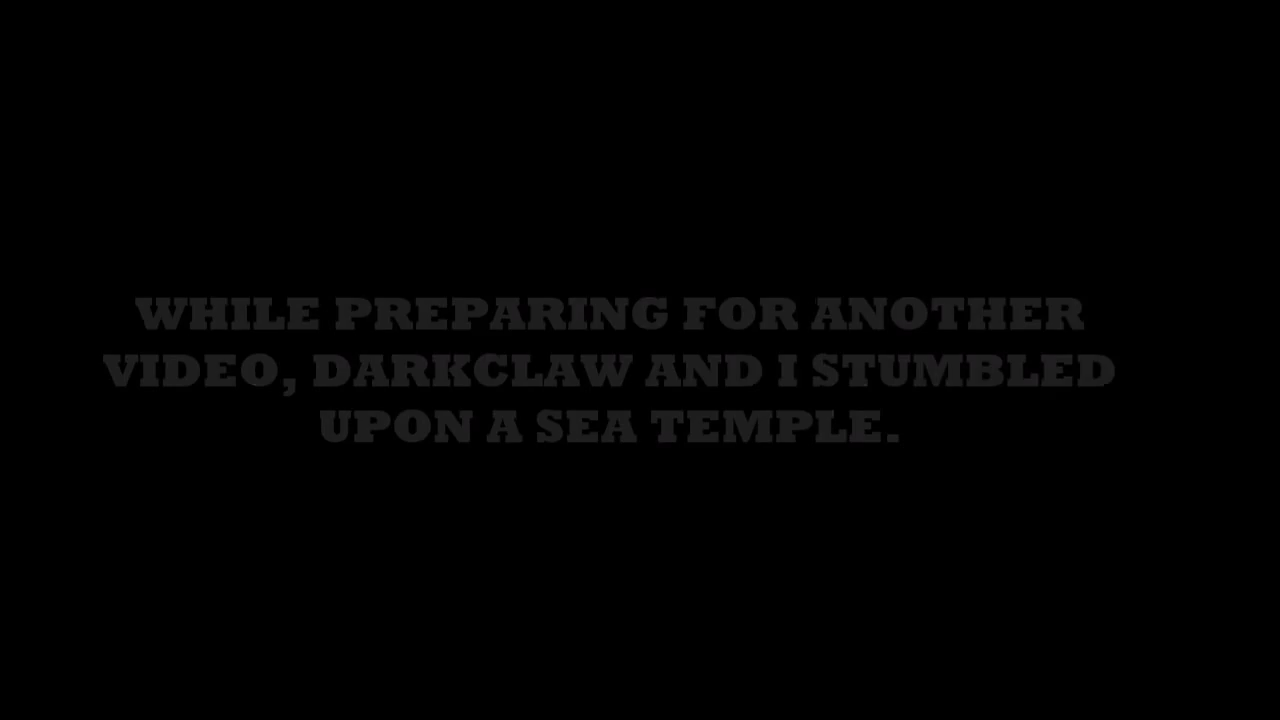 WHILE PREPARING FOR ANOTHER
VIDEO, DARKCLAW AND I STUMBLED
UPON A SEA TEMPLE.